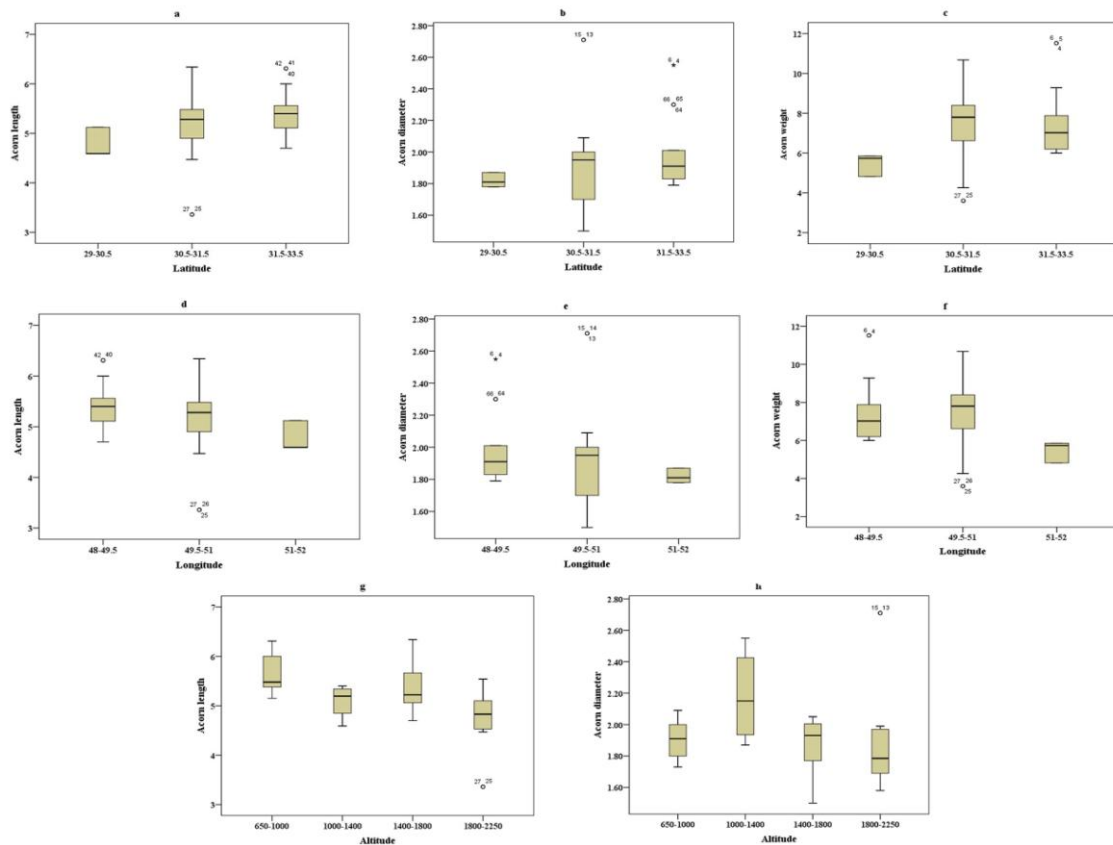 a
Acorn length
7
6
5
4
3
42 41
40
27 25
29-30.5 30.5-31.5 31.5-33.5
Latitude
b
Acorn diameter
2.80
2.60
2.40
2.20
2.00
1.80
1.60
15 13
6 4
66 65
64
29-30.5 30.5-31.5 31.5-33.5
Latitude
c
Acorn weight
12
10
8
6
4
2
6 5
4
27 25
29-30.5 30.5-31.5 31.5-33.5
Latitude
d
Acorn length
7
6
5
4
3
42 40
27 26
25
48-49.5 49.5-51 51-52
Longitude
e
Acorn diameter
2.80
2.60
2.40
2.20
2.00
1.80
1.60
6 4
66 64
15 14
13
48-49.5 49.5-51 51-52
Longitude
f
Acorn weight
12
10
8
6
4
2
6 4
27 26
25
48-49.5 49.5-51 51-52
Longitude
g
Acorn length
7
6
5
4
3
27 25
650-1000 1000-1400 1400-1800 1800-2250
Altitude
h
Acorn diameter
2.80
2.60
2.40
2.20
2.00
1.80
1.60
15 13
650-1000 1000-1400 1400-1800 1800-2250
Altitude